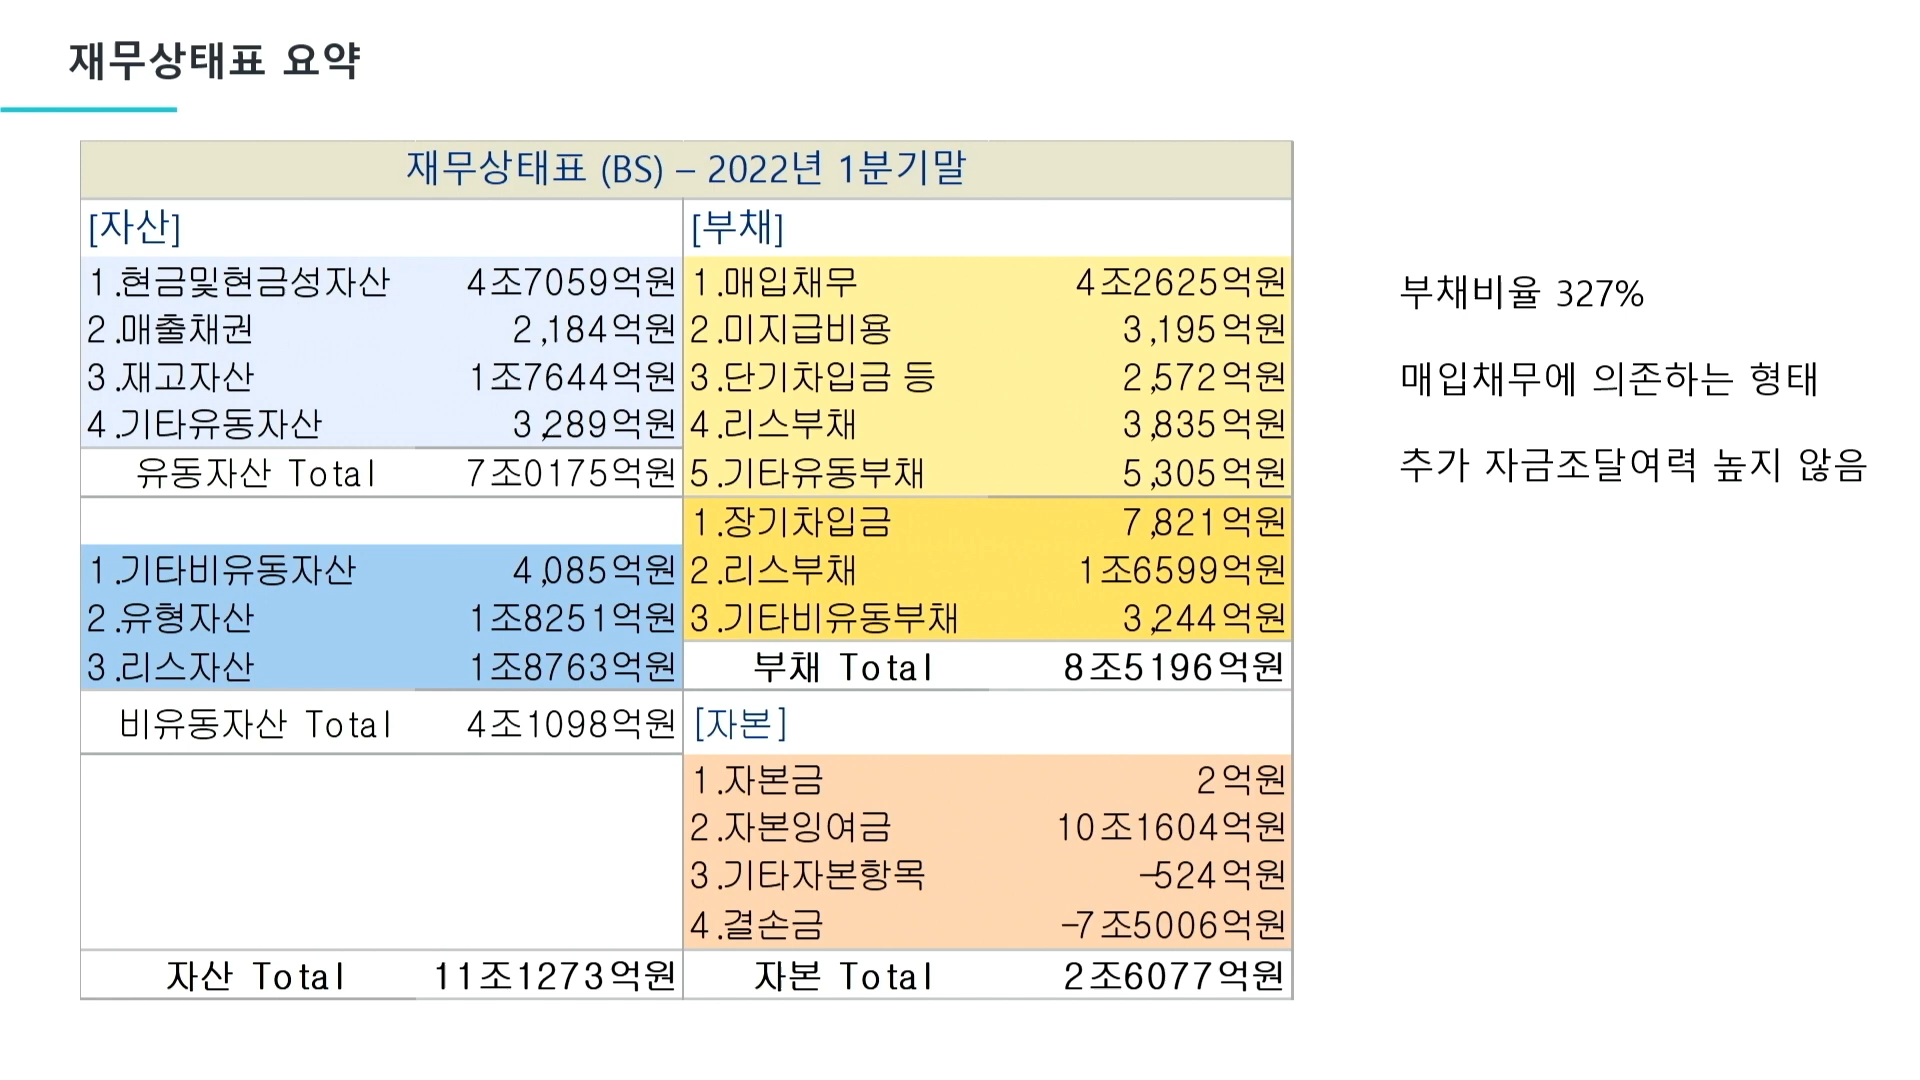 재무상태표 요약
재무상태표 (BS) – 2022년 1분기말
[자산]
1.현금및현금성자산 4조7059억원
2.매출채권 2,184억원
3.재고자산 1조7644억원
4.기타유동자산 3,289억원
유동자산 Total 7조0175억원
1.기타비유동자산 4,085억원
2.유형자산 1조8251억원
3.리스자산 1조8763억원
비유동자산 Total 4조1098억원
자산 Total 11조1273억원
[부채]
1.매입채무 4조2625억원
2.미지급비용 3,195억원
3.단기차입금 등 2,572억원
4.리스부채 3,835억원
5.기타유동부채 5,305억원
1.장기차입금 7,821억원
2.리스부채 1조6599억원
3.기타비유동부채 3,244억원
부채 Total 8조5196억원
[자본]
1.자본금 2억원
2.자본잉여금 10조1604억원
3.기타자본항목 -524억원
4.결손금 -7조5006억원
자본 Total 2조6077억원
부채비율 327%
매입채무에 의존하는 형태
추가 자금조달여력 높지 않음